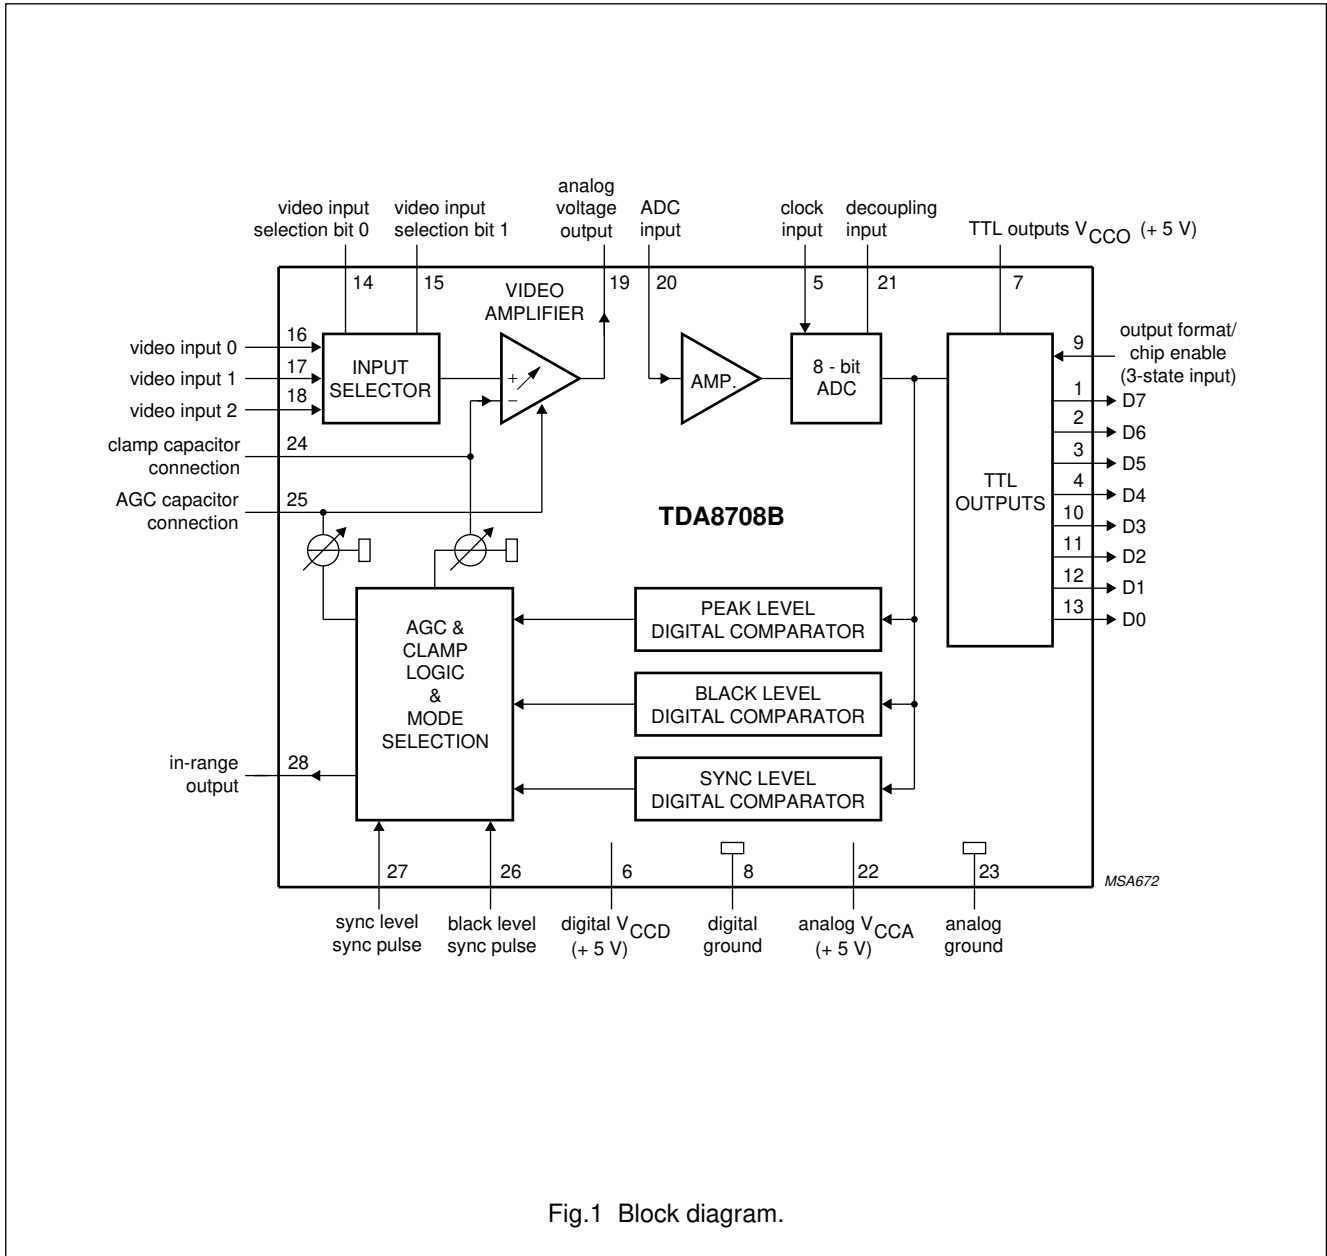 analog
video input video input voltage ADC clock decoupling
selection bit 0 selection bit 1 output input input input TTL outputs VCCO (+ 5 V)
14 15 19 20 5 21 7
VIDEO
AMPLIFIER
16 9 output format/
video input 0 chip enable
17 INPUT 8 - bit (3-state input)
video input 1 + AMP. ADC
18 SELECTOR 1 D7
video input 2 − 2 D6
clamp capacitor 24
connection 3 D5
TTL
AGC capacitor 25 4 D4
OUTPUTS
connection TDA8708B 10 D3
11 D2
12 D1
PEAK LEVEL 13 D0
AGC & DIGITAL COMPARATOR
CLAMP
LOGIC
& BLACK LEVEL
MODE DIGITAL COMPARATOR
SELECTION
in-range 28 SYNC LEVEL
output DIGITAL COMPARATOR
27 26 6 8 22 23
MSA672
sync level black level digital VCCD digital analog VCCA analog
sync pulse sync pulse (+ 5 V) ground (+ 5 V) ground
Fig.1 Block diagram.